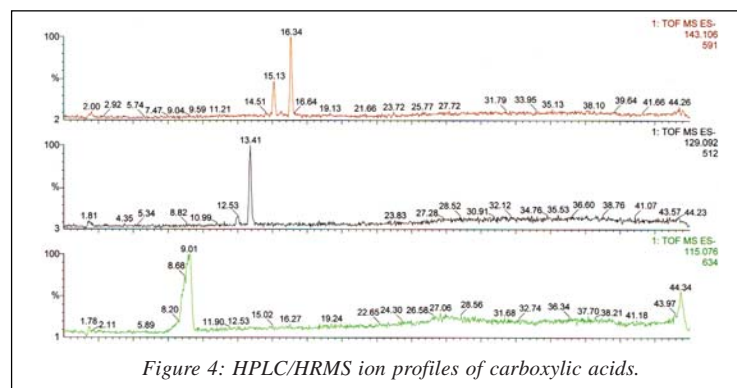 1: TOF MS ES-
143.106
591
100
%
2
2.00 2.92 5.74 7.47 9.04 9.59 11.21 14.51 15.13 16.34 16.64 19.13 21.66 23.72 25.77 27.72 31.79 33.95 35.13 38.10 39.64 41.66 44.26
1: TOF MS ES-
129.092
512
100
%
3
1.81 4.35 5.34 8.82 10.99 12.53 13.41 23.83 27.28 28.52 30.91 32.12 34.76 35.53 36.60 38.76 41.07 43.57 44.23
1: TOF MS ES-
115.076
634
100
%
1
1.78 2.11 5.89 8.20 8.68 9.01 11.90 12.53 15.02 16.27 19.24 22.65 24.30 26.58 27.06 28.56 31.68 32.74 36.34 37.70 38.21 41.18 43.97 44.34
Figure 4: HPLC/HRMS ion profiles of carboxylic acids.